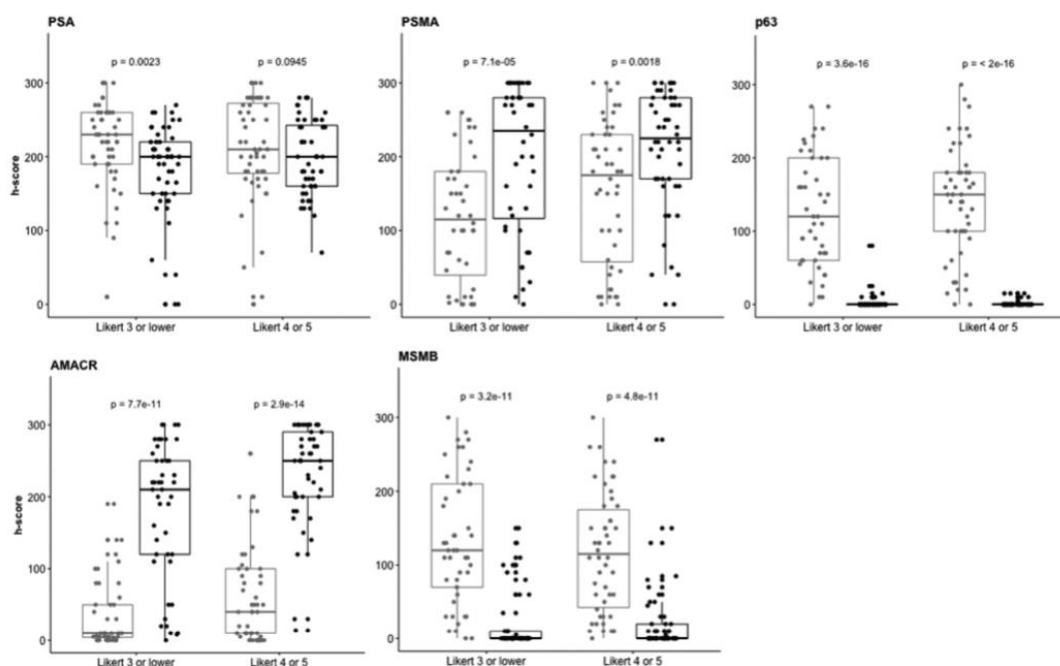 PSA
p = 0.0023
p = 0.0945
300
200
100
0
h-score
Likert 3 or lower
Likert 4 or 5
PSMA
p = 7.1e-05
p = 0.0018
300
200
100
0
Likert 3 or lower
Likert 4 or 5
p63
p = 3.6e-16
p = < 2e-16
300
200
100
0
Likert 3 or lower
Likert 4 or 5
AMACR
p = 7.7e-11
p = 2.9e-14
300
200
100
0
h-score
Likert 3 or lower
Likert 4 or 5
MSMB
p = 3.2e-11
p = 4.8e-11
300
200
100
0
Likert 3 or lower
Likert 4 or 5